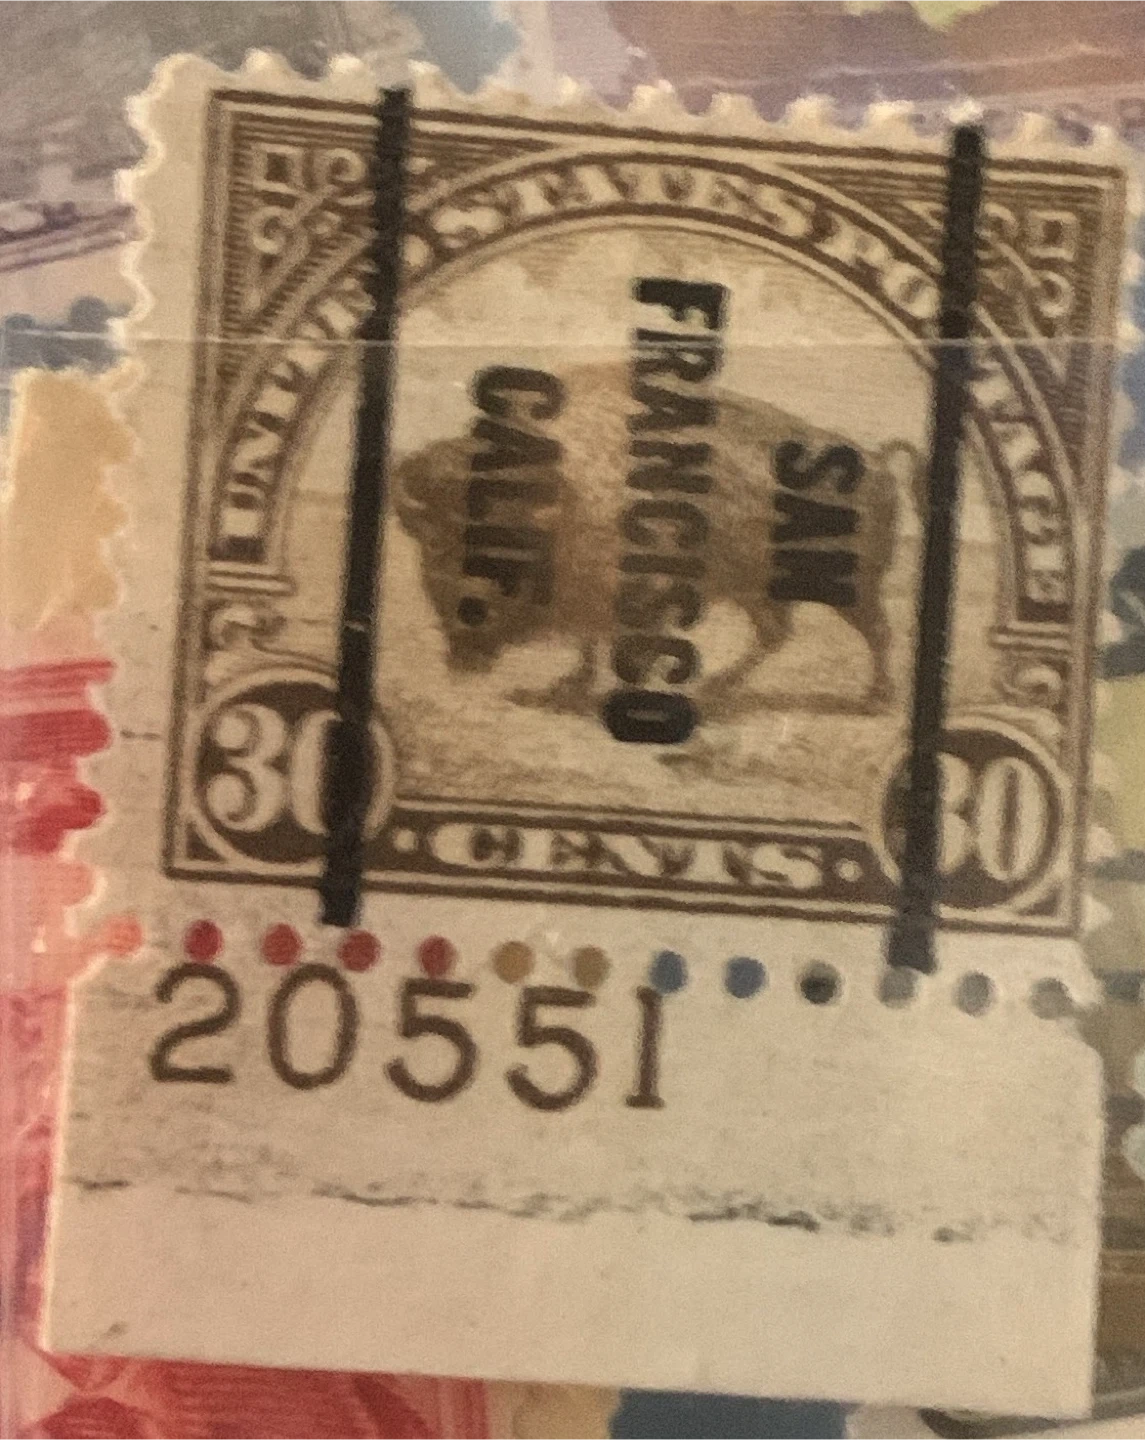 UNITED STATES POSTAGE
SAN
FRANCISCO
CALIF.
30
30
· CENTS ·
20551